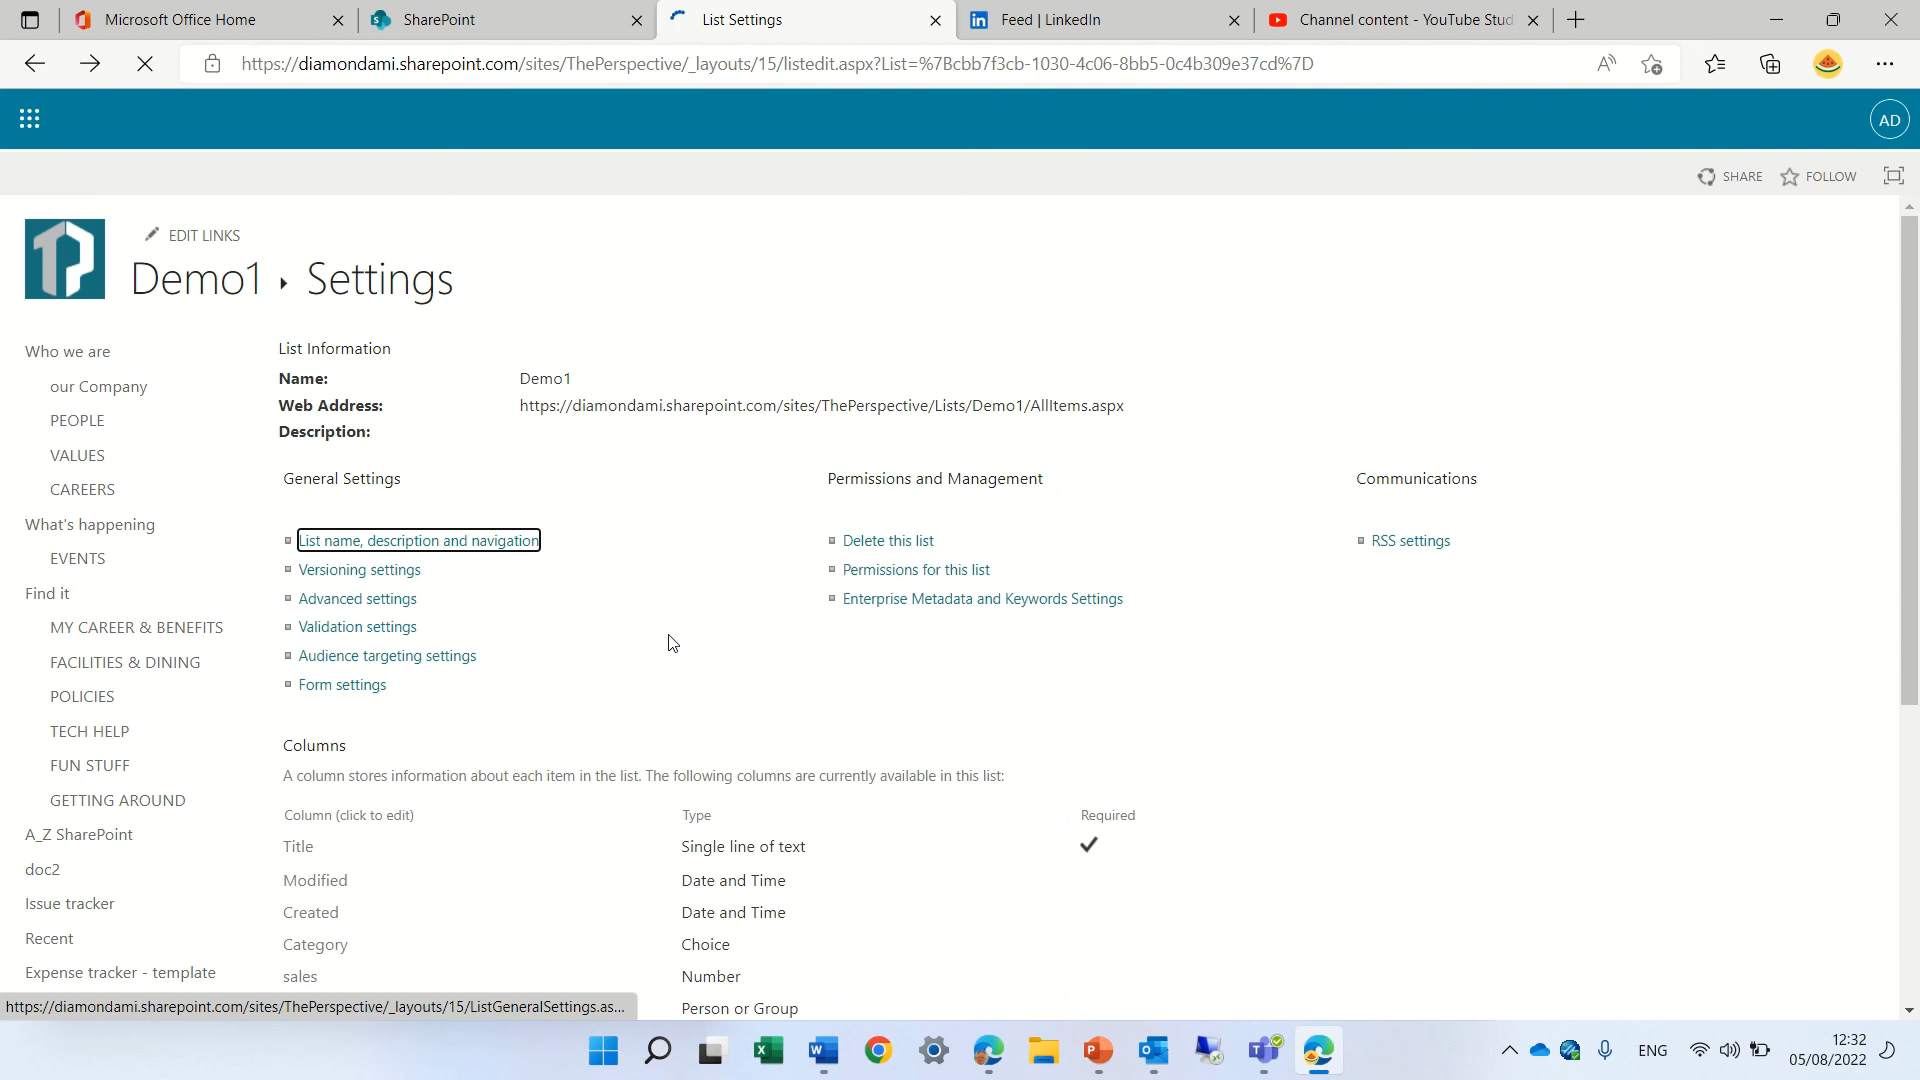 Microsoft Office Home
SharePoint
List Settings
Feed | LinkedIn
Channel content - YouTube Stud
https://diamondami.sharepoint.com/sites/ThePerspective/_layouts/15/listedit.aspx?List=%7Bcbb7f3cb-1030-4c06-8bb5-0c4b309e37cd%7D
AD
SHARE
FOLLOW
EDIT LINKS
Demo1 Settings
Who we are
our Company
PEOPLE
VALUES
CAREERS
What's happening
EVENTS
Find it
MY CAREER & BENEFITS
FACILITIES & DINING
POLICIES
TECH HELP
FUN STUFF
GETTING AROUND
A_Z SharePoint
doc2
Issue tracker
Recent
Expense tracker - template
List Information
Name: Demo1
Web Address: https://diamondami.sharepoint.com/sites/ThePerspective/Lists/Demo1/AllItems.aspx
Description:
General Settings
List name, description and navigation
Versioning settings
Advanced settings
Validation settings
Audience targeting settings
Form settings
Permissions and Management
Delete this list
Permissions for this list
Enterprise Metadata and Keywords Settings
Communications
RSS settings
Columns
A column stores information about each item in the list. The following columns are currently available in this list:
Column (click to edit) Type Required
Title Single line of text
Modified Date and Time
Created Date and Time
Category Choice
sales Number
Person or Group
https://diamondami.sharepoint.com/sites/ThePerspective/_layouts/15/ListGeneralSettings.as...
ENG
12:32
05/08/2022